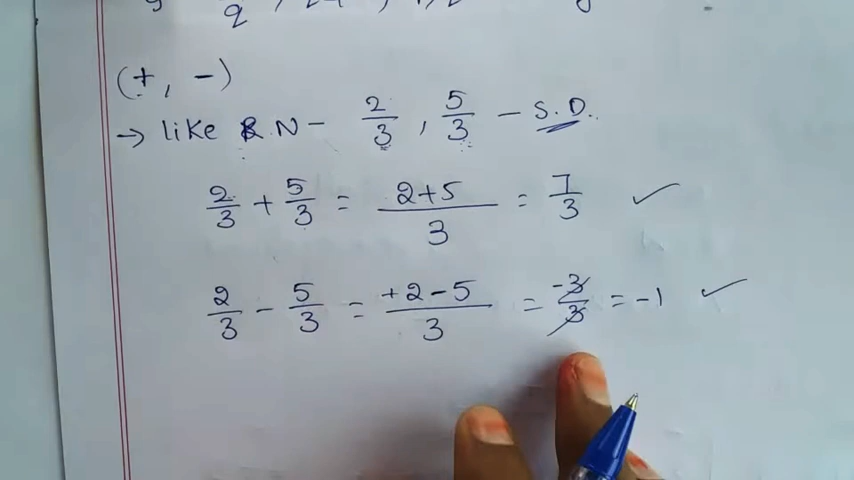 (+, -)
→ like R.N - 2/3, 5/3 - S.D.
2/3 + 5/3 = 2+5/3 = 7/3 ✓
2/3 - 5/3 = +2-5/3 = -3/3 = -1 ✓